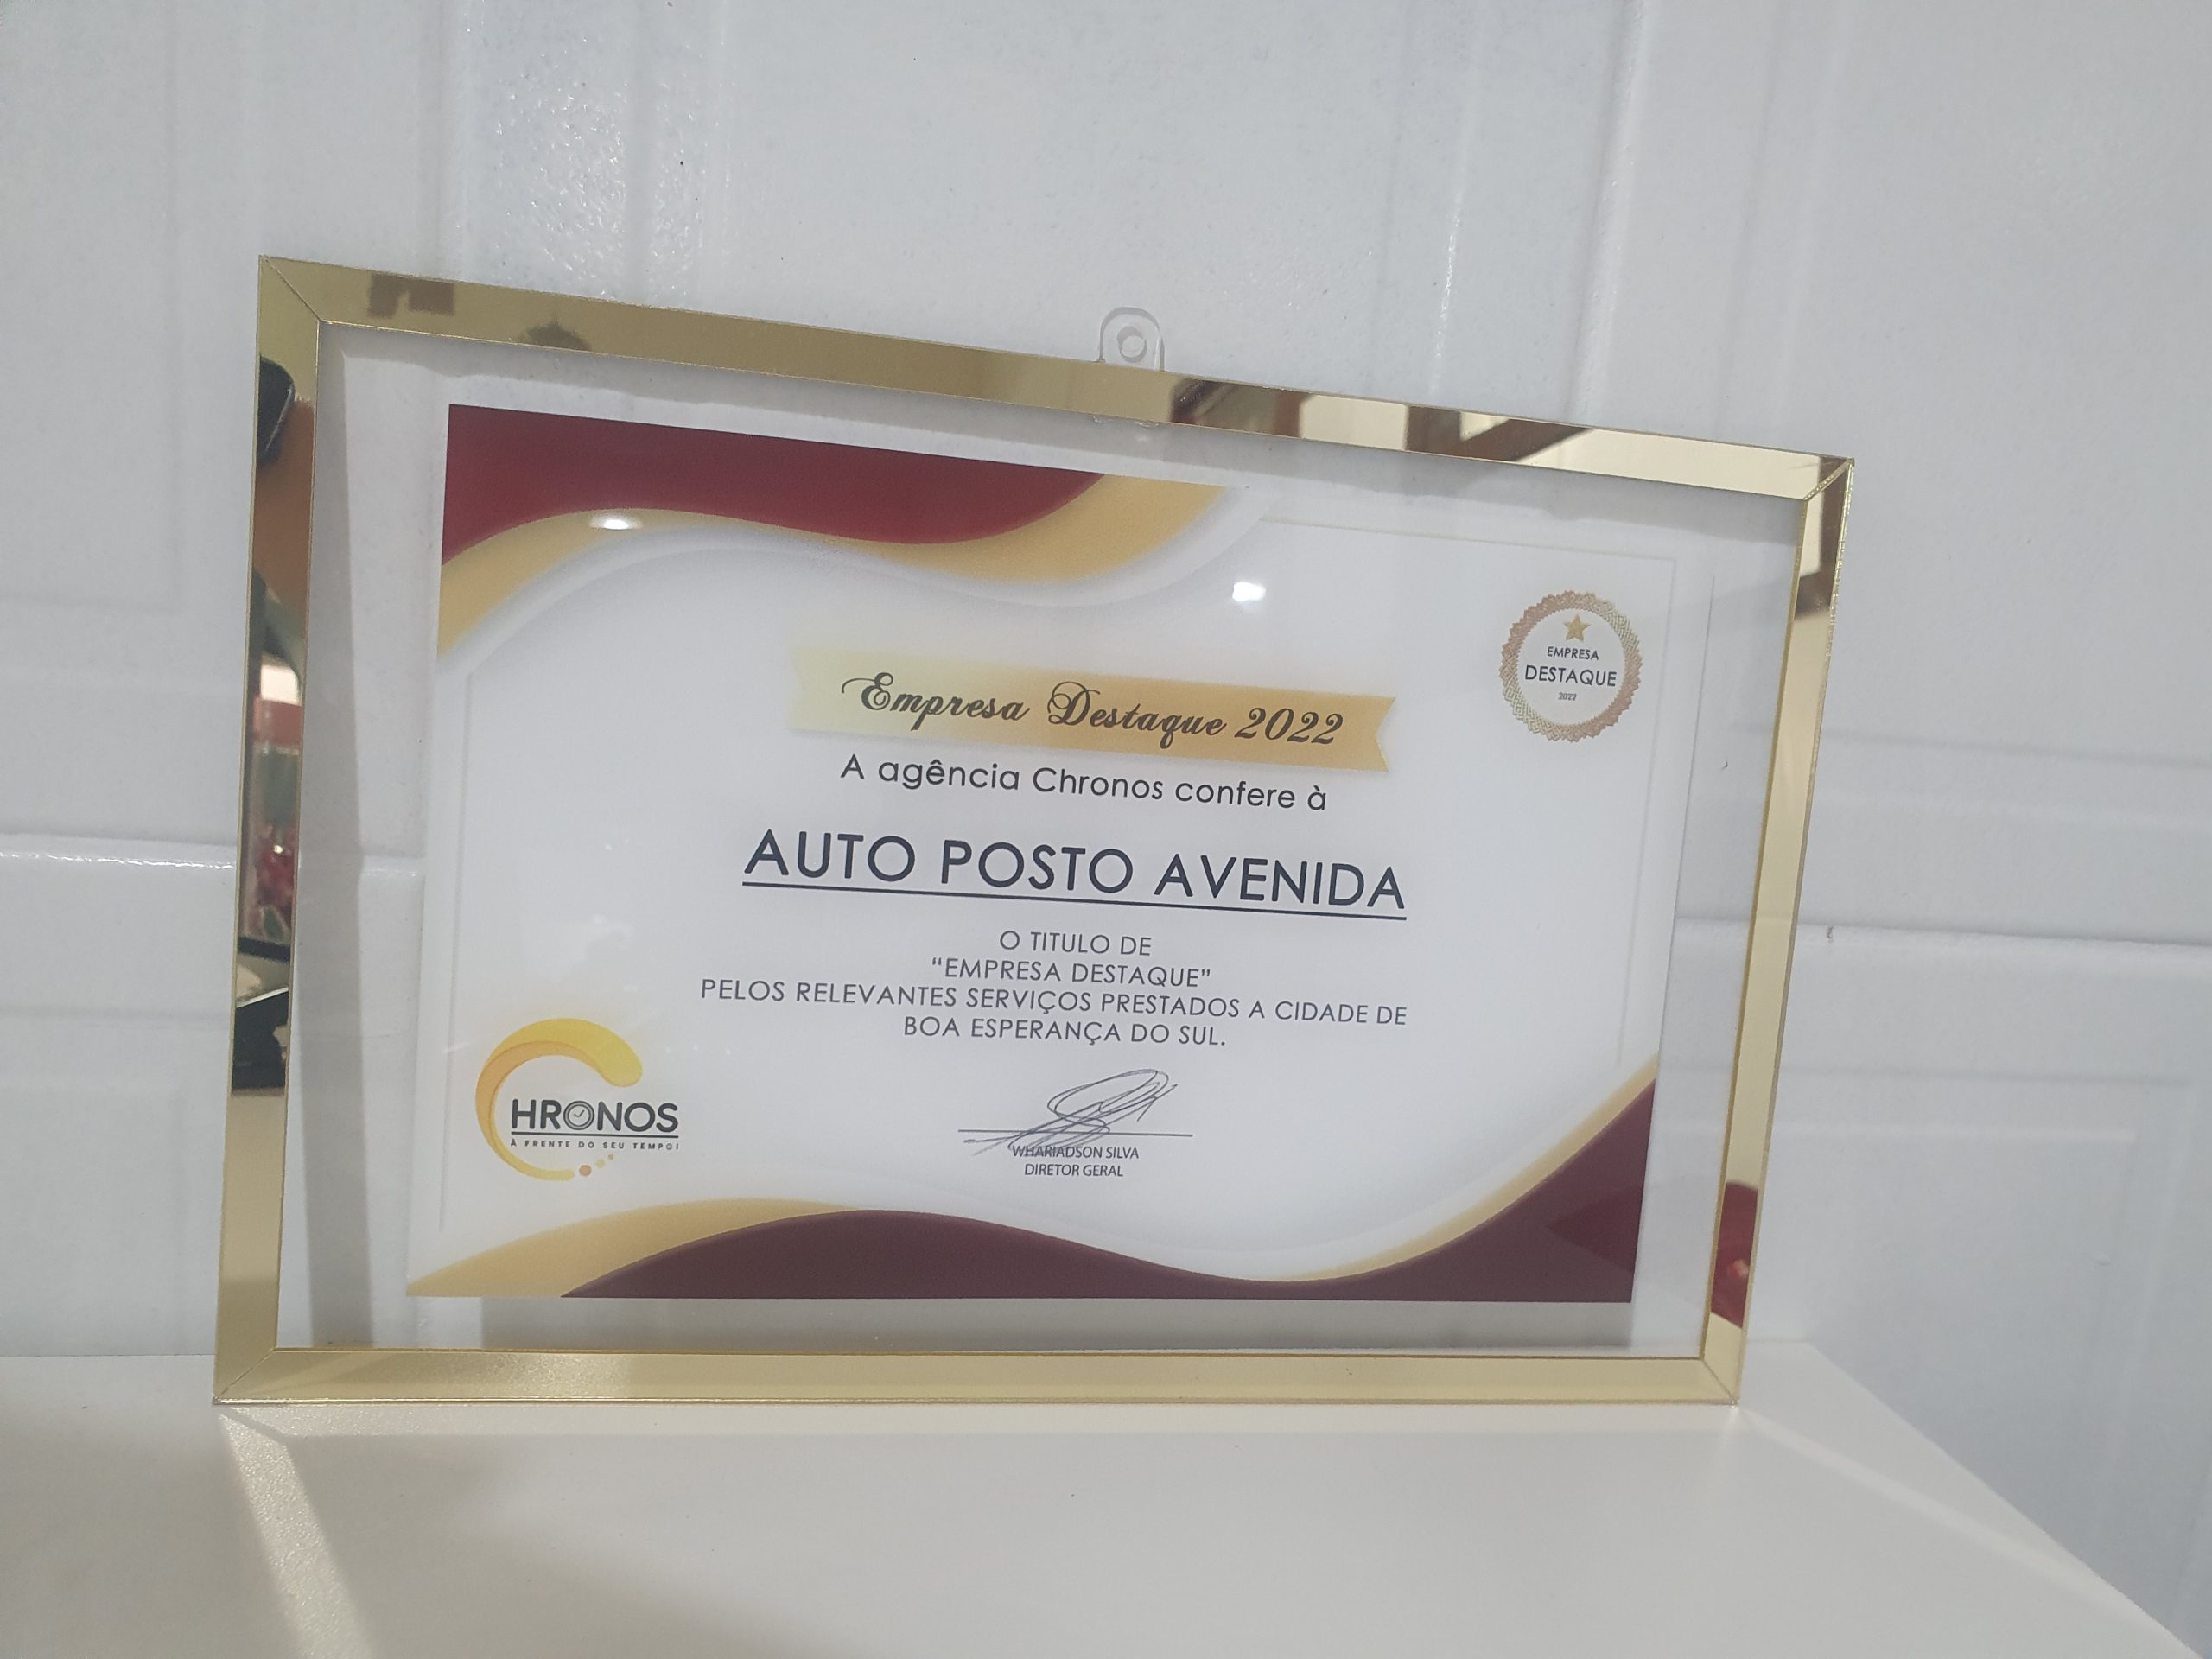 EMPRESA
DESTAQUE
2022
Empresa Destaque 2022
A agência Chronos confere à
AUTO POSTO AVENIDA
O TITULO DE
“EMPRESA DESTAQUE”
PELOS RELEVANTES SERVIÇOS PRESTADOS A CIDADE DE
BOA ESPERANÇA DO SUL.
CHRONOS
À FRENTE DO SEU TEMPO!
WHARIADSON SILVA
DIRETOR GERAL